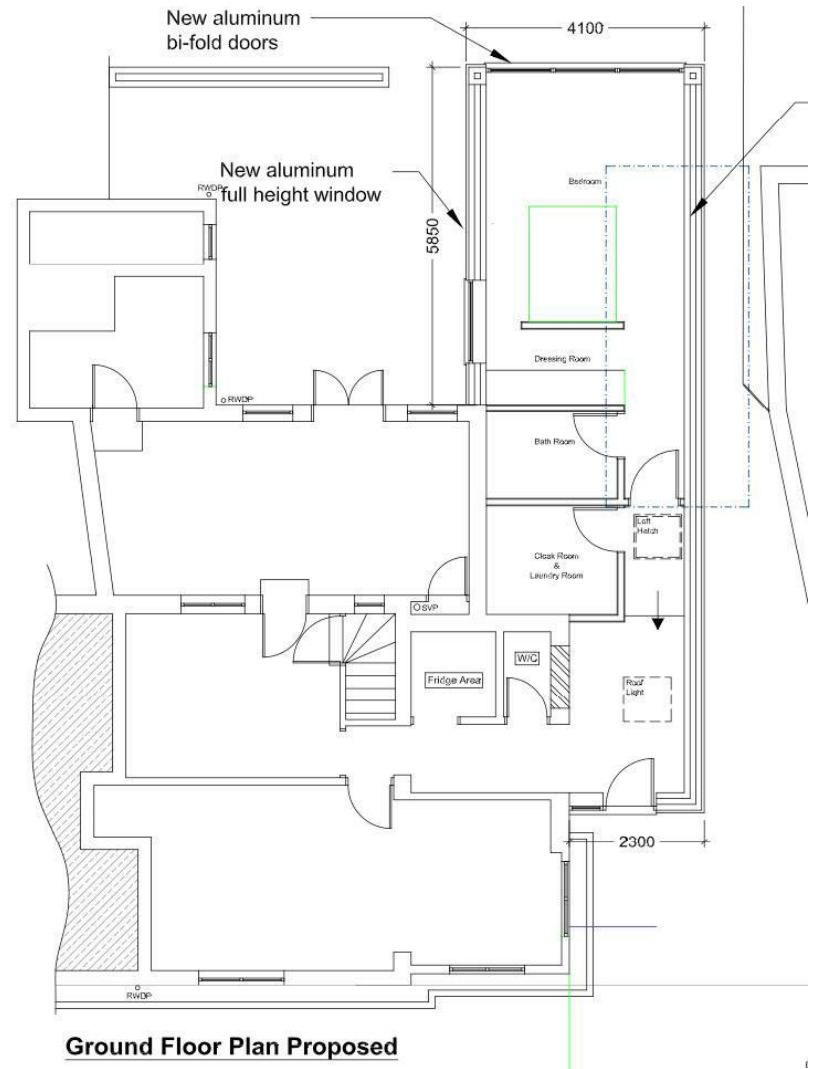 New aluminum
bi-fold doors
4100
New aluminum
full height window
RWDP
5850
Bedroom
Dressing Room
RWDP
Bath Room
Loft
Hatch
Cloak Room
&
Laundry Room
SVP
W/C
Fridge Area
Roof
Light
2300
RWDP
Ground Floor Plan Proposed